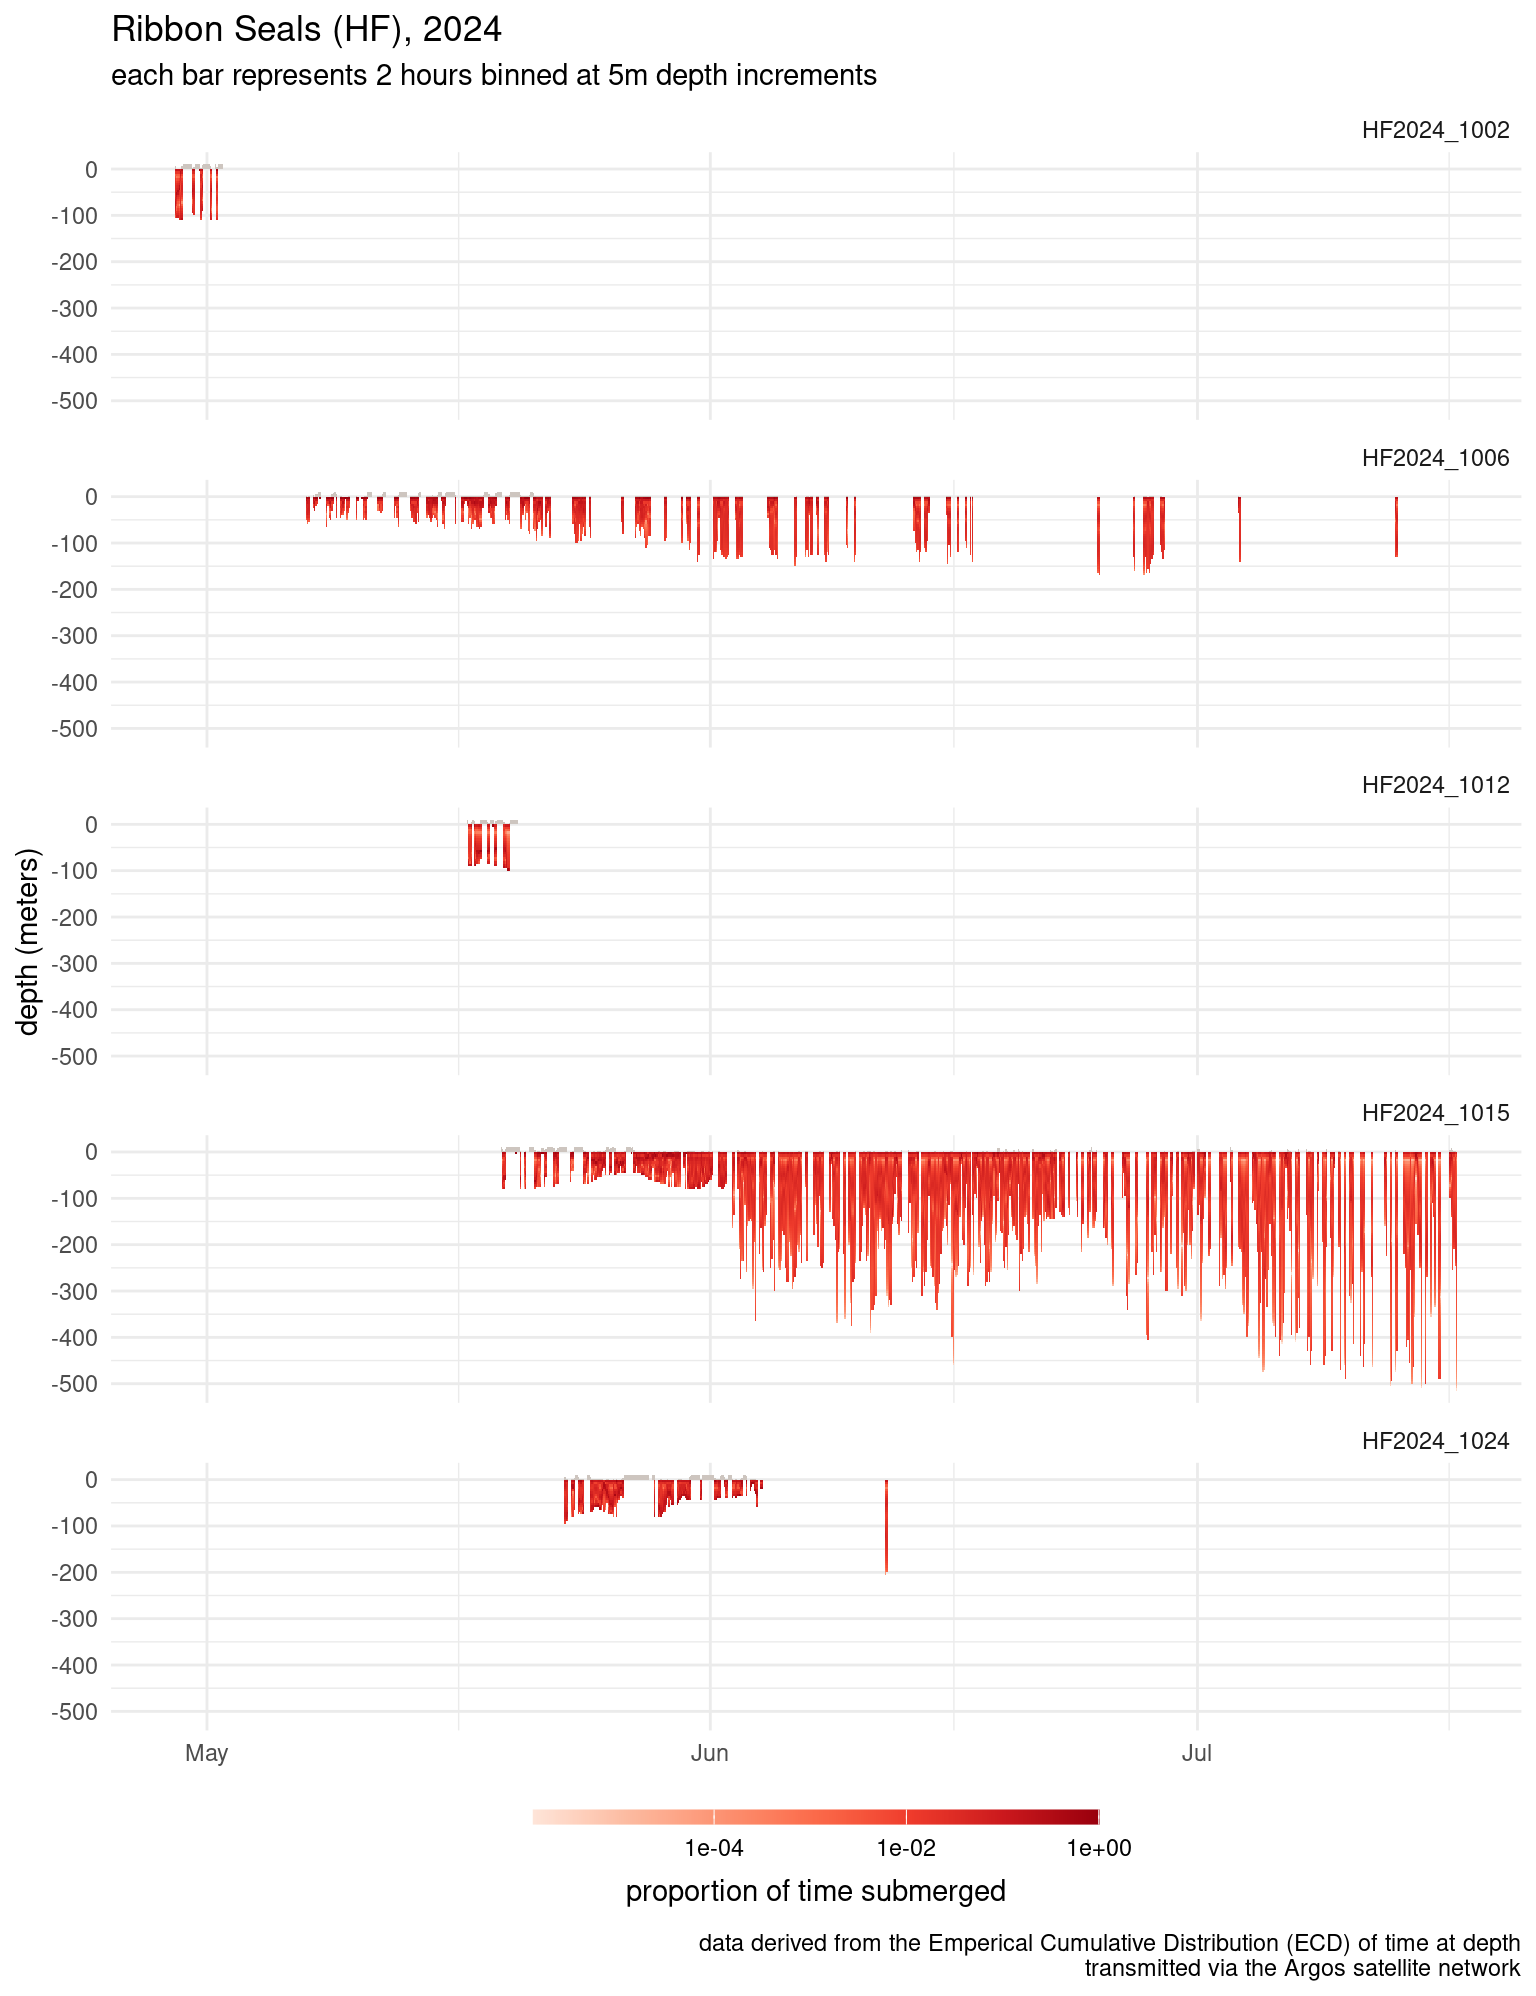 Ribbon Seals (HF), 2024
each bar represents 2 hours binned at 5m depth increments
HF2024_1002
0
-100
-200
-300
-400
-500
HF2024_1006
0
-100
-200
-300
-400
-500
HF2024_1012
0
-100
-200
-300
-400
-500
depth (meters)
HF2024_1015
0
-100
-200
-300
-400
-500
HF2024_1024
0
-100
-200
-300
-400
-500
May Jun Jul
1e-04 1e-02 1e+00
proportion of time submerged
data derived from the Emperical Cumulative Distribution (ECD) of time at depth
transmitted via the Argos satellite network